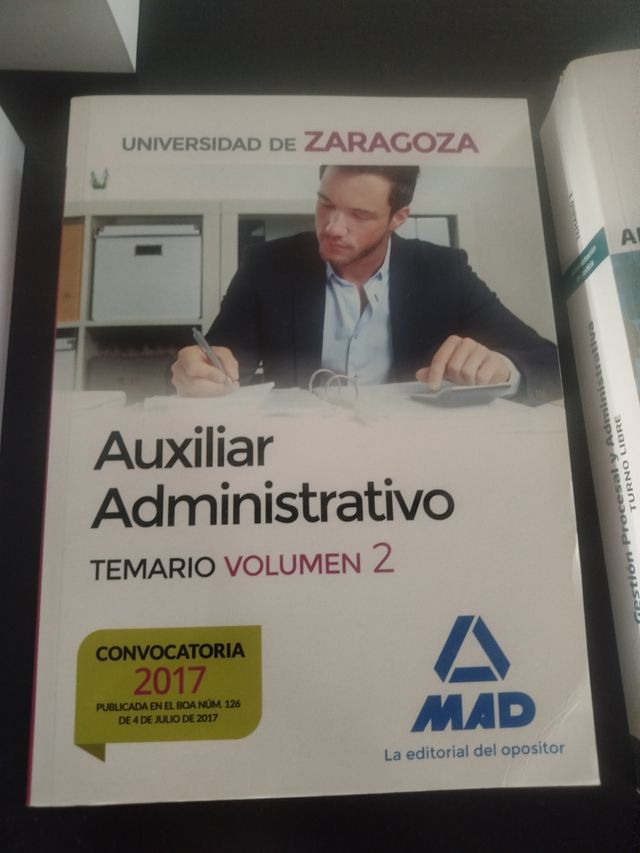 UNIVERSIDAD DE ZARAGOZA
Auxiliar
Administrativo
TEMARIO VOLUMEN 2
CONVOCATORIA
2017
PUBLICADA EN EL BOA NÚM. 126
DE 4 DE JULIO DE 2017
MAD
La editorial del opositor
Gestión Procesal y Administrativa
TURNO LIBRE